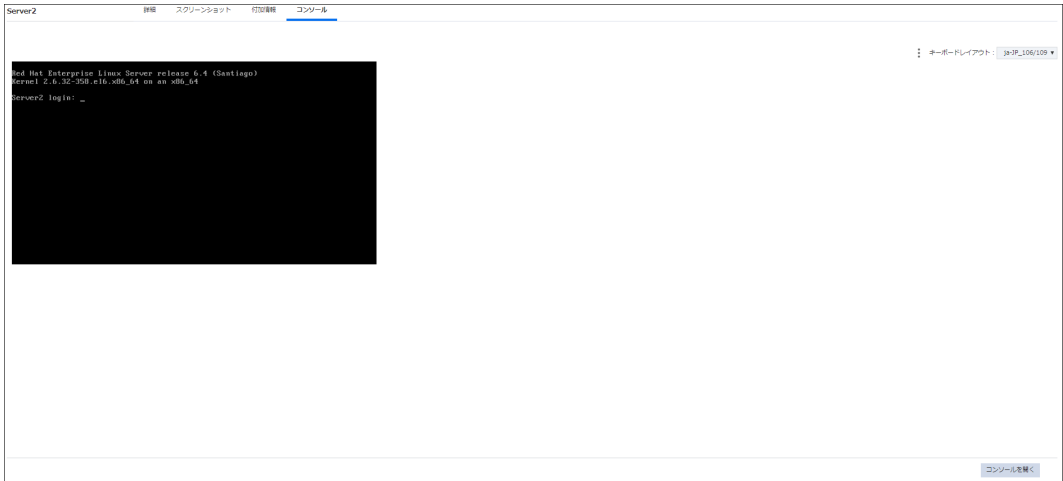 Server2
詳細 スクリーンショット 付加情報 コンソール
キーボードレイアウト： ja-JP_106/109
Red Hat Enterprise Linux Server release 6.4 (Santiago)
Kernel 2.6.32-358.el6.x86_64 on an x86_64
Server2 login: _
コンソールを開く